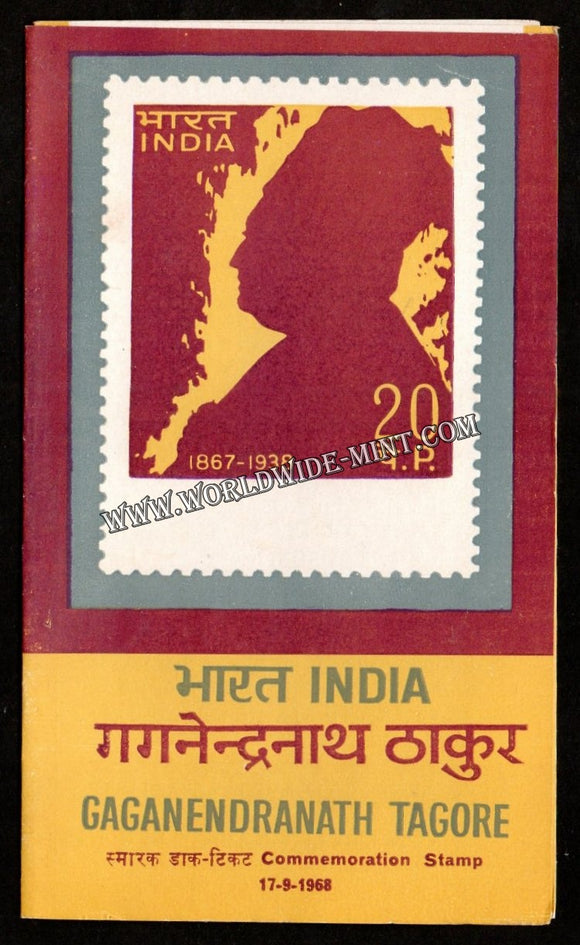 भारत
INDIA
20
P.
1867-1938
WWW.WORLDWIDE-MINT.COM
भारत INDIA
गगनेन्द्रनाथ ठाकुर
GAGANENDRANATH TAGORE
स्मारक डाक-टिकट Commemoration Stamp
17-9-1968